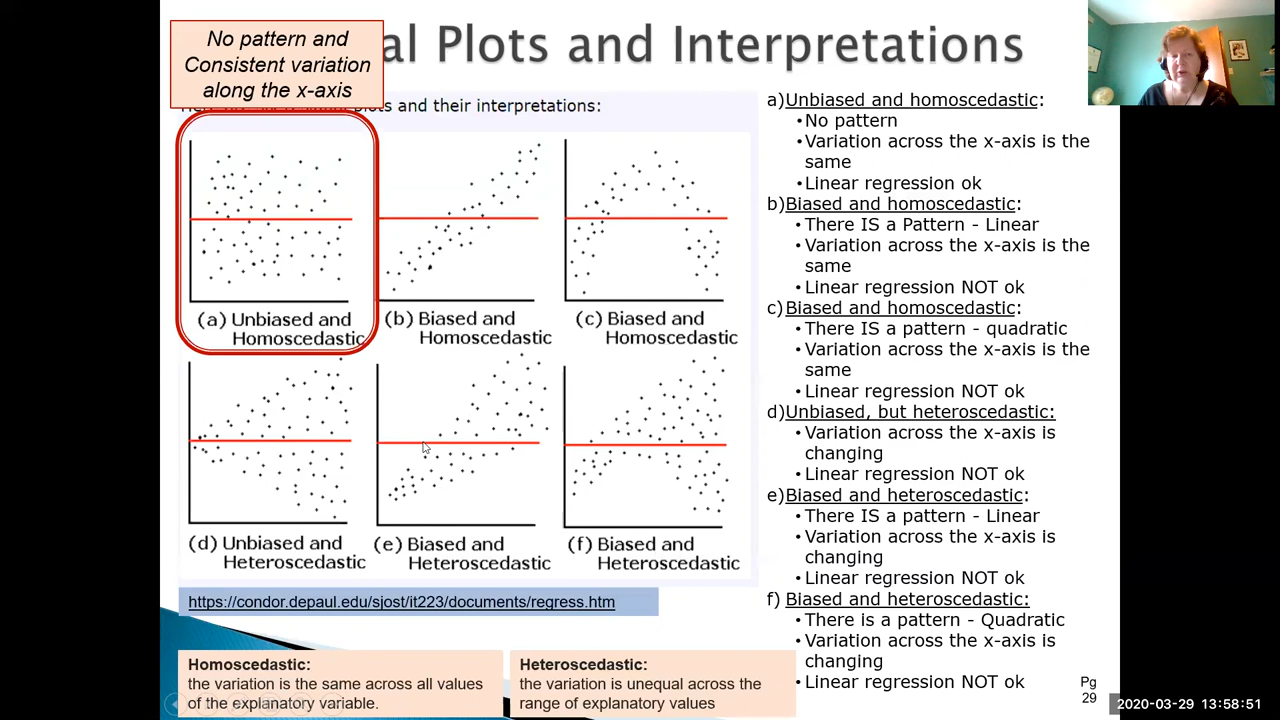 No pattern and
Consistent variation
along the x-axis
al Plots and Interpretations
plots and their interpretations:
(a) Unbiased and
Homoscedastic
(b) Biased and
Homoscedastic
(c) Biased and
Homoscedastic
(d) Unbiased and
Heteroscedastic
(e) Biased and
Heteroscedastic
(f) Biased and
Heteroscedastic
https://condor.depaul.edu/sjost/it223/documents/regress.htm
Homoscedastic:
the variation is the same across all values
of the explanatory variable.
Heteroscedastic:
the variation is unequal across the
range of explanatory values
a)Unbiased and homoscedastic:
•No pattern
•Variation across the x-axis is the
same
•Linear regression ok
b)Biased and homoscedastic:
•There IS a Pattern - Linear
•Variation across the x-axis is the
same
•Linear regression NOT ok
c)Biased and homoscedastic:
•There IS a pattern - quadratic
•Variation across the x-axis is the
same
•Linear regression NOT ok
d)Unbiased, but heteroscedastic:
•Variation across the x-axis is
changing
•Linear regression NOT ok
e)Biased and heteroscedastic:
•There IS a pattern - Linear
•Variation across the x-axis is
changing
•Linear regression NOT ok
f) Biased and heteroscedastic:
•There is a pattern - Quadratic
•Variation across the x-axis is
changing
•Linear regression NOT ok
Pg
29
2020-03-29 13:58:51